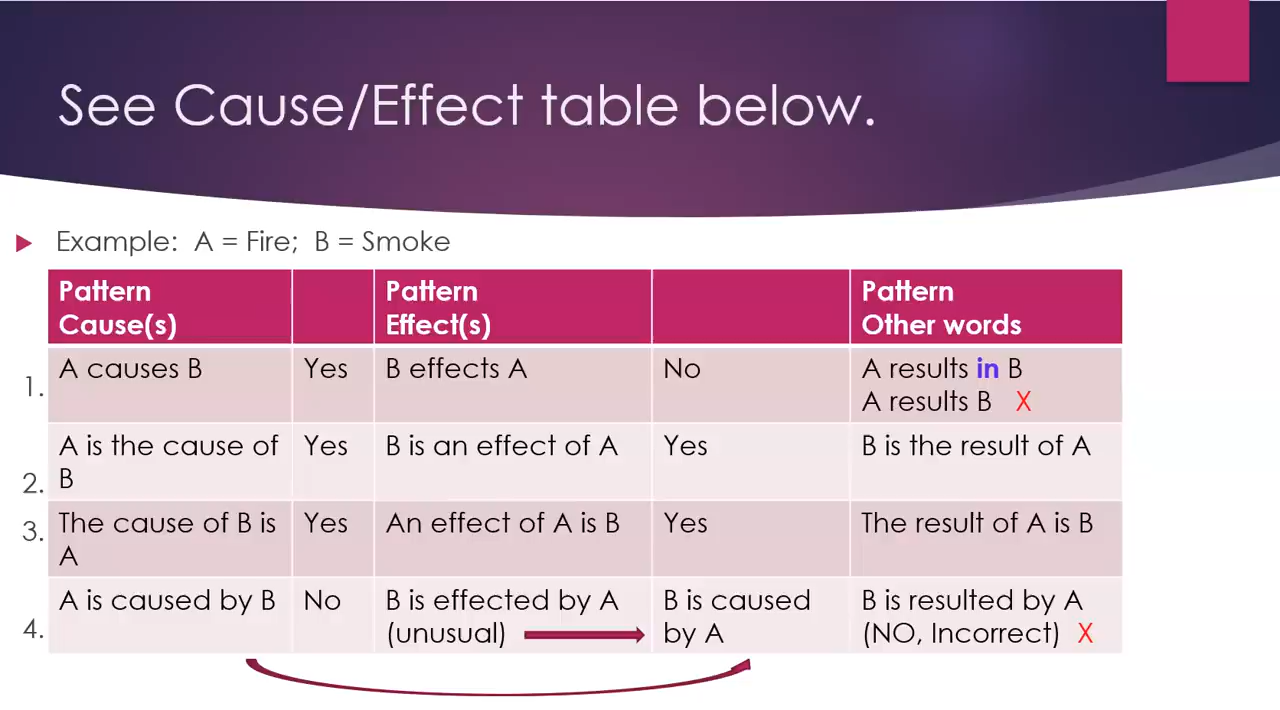 See Cause/Effect table below.
Example: A = Fire; B = Smoke
Pattern
Cause(s)
Pattern
Effect(s)
Pattern
Other words
1.
A causes B
Yes
B effects A
No
A results in B
A results B X
2.
A is the cause of
B
Yes
B is an effect of A
Yes
B is the result of A
3.
The cause of B is
A
Yes
An effect of A is B
Yes
The result of A is B
4.
A is caused by B
No
B is effected by A
(unusual)
B is caused
by A
B is resulted by A
(NO, Incorrect) X